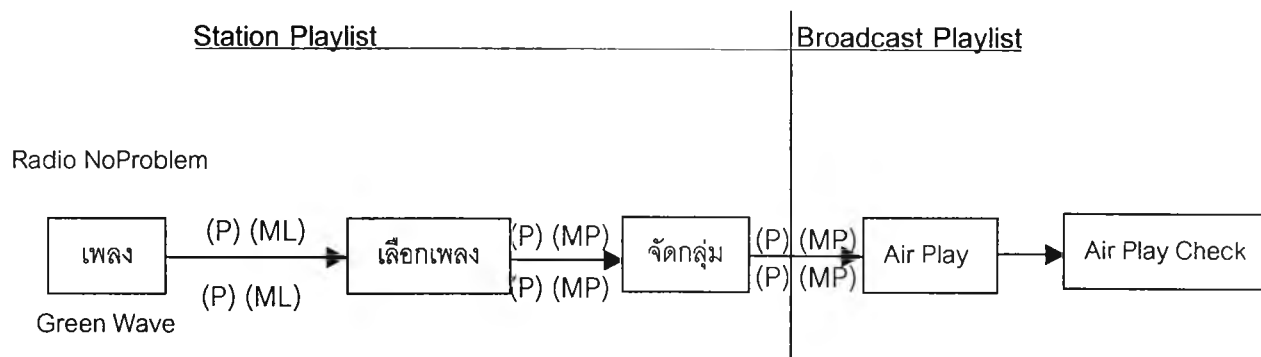 Station Playlist
Broadcast Playlist
Radio NoProblem
(P) (ML)
(P) (MP)
(P) (MP)
เพลง
เลือกเพลง
จัดกลุ่ม
Air Play
Air Play Check
(P) (ML)
(P) (MP)
(P) (MP)
Green Wave